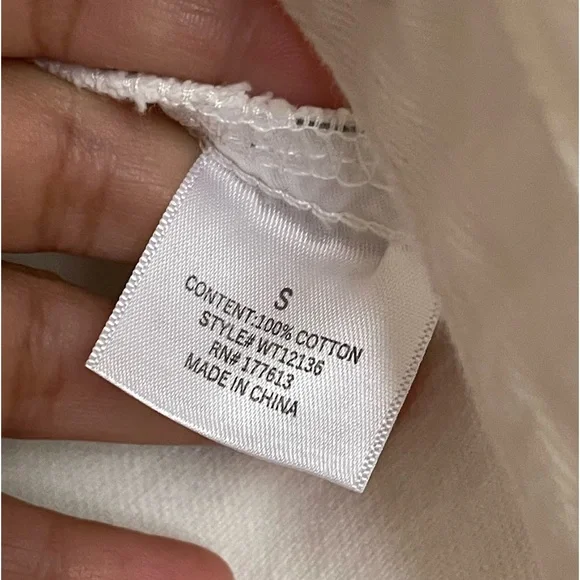 S
CONTENT:100% COTTON
STYLE# WT12136
RN# 177613
MADE IN CHINA